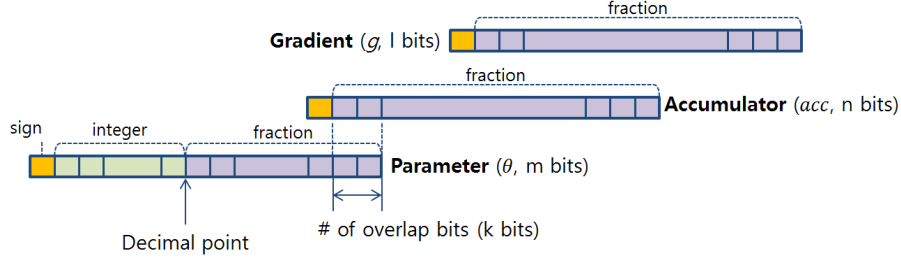 fraction
Gradient (g, l bits)
fraction
Accumulator (acc, n bits)
sign
integer
fraction
Parameter (θ, m bits)
# of overlap bits (k bits)
Decimal point